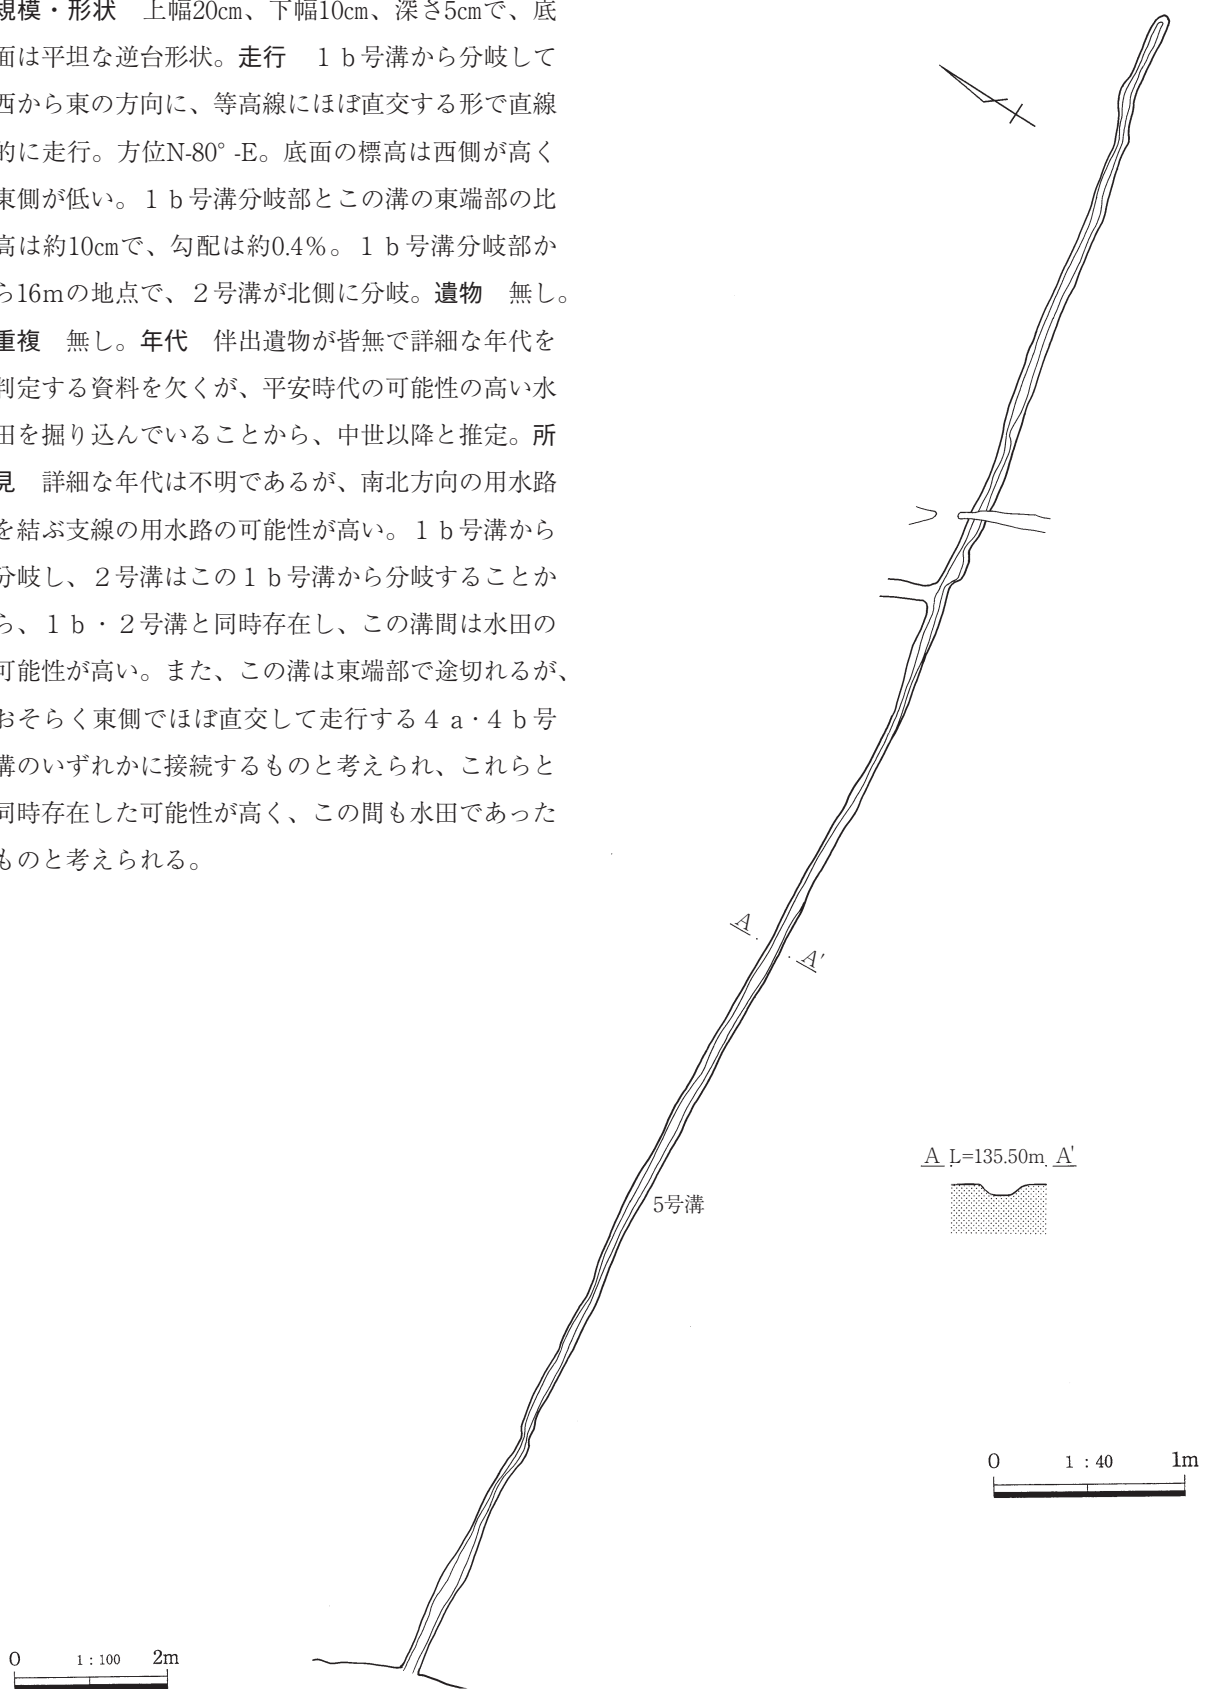 規模・形状　上幅20cm、下幅10cm、深さ5cmで、底
面は平坦な逆台形状。走行　１ｂ号溝から分岐して
西から東の方向に、等高線にほぼ直交する形で直線
的に走行。方位N-80°-E。底面の標高は西側が高く
東側が低い。１ｂ号溝分岐部とこの溝の東端部の比
高は約10cmで、勾配は約0.4%。１ｂ号溝分岐部か
ら16mの地点で、２号溝が北側に分岐。遺物　無し。
重複　無し。年代　伴出遺物が皆無で詳細な年代を
判定する資料を欠くが、平安時代の可能性の高い水
田を掘り込んでいることから、中世以降と推定。所
見　詳細な年代は不明であるが、南北方向の用水路
を結ぶ支線の用水路の可能性が高い。１ｂ号溝から
分岐し、２号溝はこの１ｂ号溝から分岐することか
ら、１ｂ・２号溝と同時存在し、この溝間は水田の
可能性が高い。また、この溝は東端部で途切れるが、
おそらく東側でほぼ直交して走行する４ａ・４ｂ号
溝のいずれかに接続するものと考えられ、これらと
同時存在した可能性が高く、この間も水田であった
ものと考えられる。
A
A'
A L=135.50m A'
5号溝
0 1：40 1m
0 1：100 2m